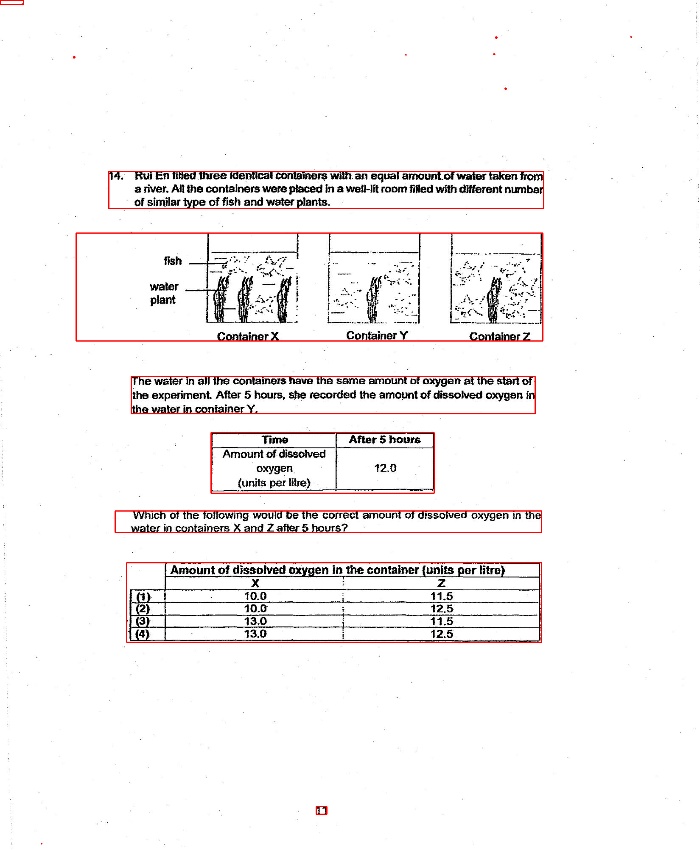 14. Rui En filled three identical containers with an equal amount of water taken from
a river. All the containers were placed in a well-lit room filled with different number
of similar type of fish and water plants.
fish
water
plant
Container X Container Y Container Z
The water in all the containers have the same amount of oxygen at the start of
the experiment. After 5 hours, she recorded the amount of dissolved oxygen in
the water in container Y.
Time After 5 hours
Amount of dissolved
oxygen
(units per litre) 12.0
Which of the following would be the correct amount of dissolved oxygen in the
water in containers X and Z after 5 hours?
Amount of dissolved oxygen in the container (units per litre)
X Z
(1) 10.0 11.5
(2) 10.0 12.5
(3) 13.0 11.5
(4) 13.0 12.5